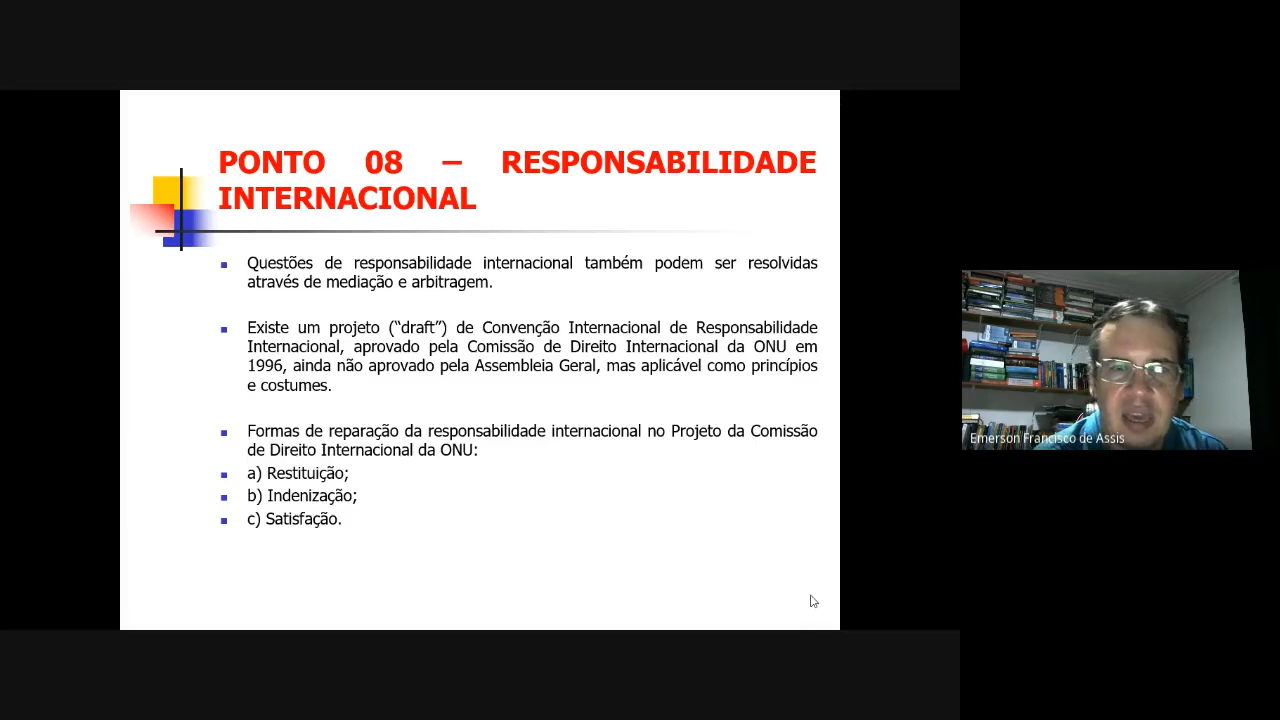 PONTO 08 – RESPONSABILIDADE
INTERNACIONAL
Questões de responsabilidade internacional também podem ser resolvidas
através de mediação e arbitragem.
Existe um projeto (“draft”) de Convenção Internacional de Responsabilidade
Internacional, aprovado pela Comissão de Direito Internacional da ONU em
1996, ainda não aprovado pela Assembleia Geral, mas aplicável como princípios
e costumes.
Formas de reparação da responsabilidade internacional no Projeto da Comissão
de Direito Internacional da ONU:
a) Restituição;
b) Indenização;
c) Satisfação.
Emerson Francisco de Assis